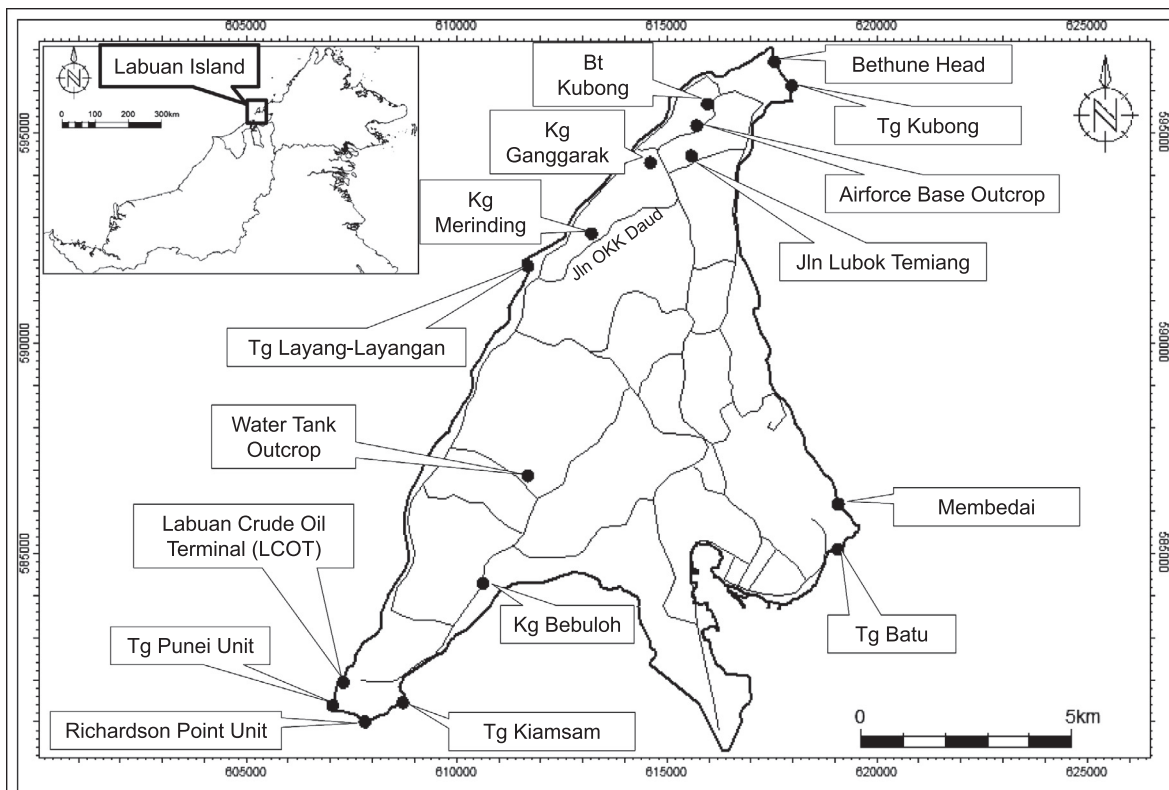 605000
610000
615000
620000
625000
Labuan Island
N
0 50 100 200 300km
Bt
Kubong
Bethune Head
N
595000
595000
Kg
Ganggarak
Tg Kubong
Airforce Base Outcrop
Kg
Merinding
Jln OKK Daud
Jln Lubok Temiang
Tg Layang-Layangan
590000
590000
Water Tank
Outcrop
Membedai
Labuan Crude Oil
Terminal (LCOT)
585000
585000
Kg Bebuloh
Tg Batu
Tg Punei Unit
Richardson Point Unit
Tg Kiamsam
0 5km
605000
610000
615000
620000
625000